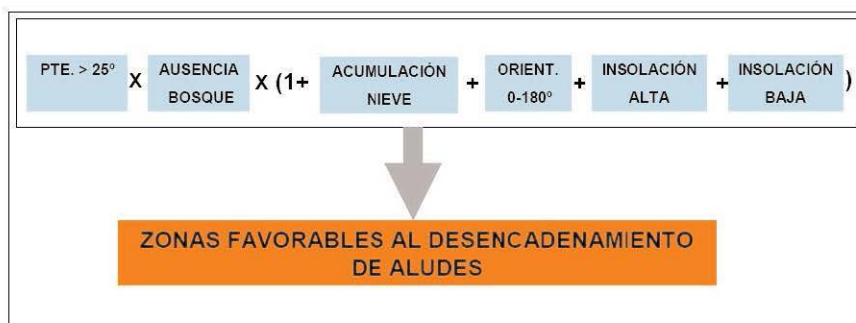 PTE. > 25º X AUSENCIA BOSQUE X (1+ ACUMULACIÓN NIEVE + ORIENT. 0-180º + INSOLACIÓN ALTA + INSOLACIÓN BAJA )
ZONAS FAVORABLES AL DESENCADENAMIENTO
DE ALUDES